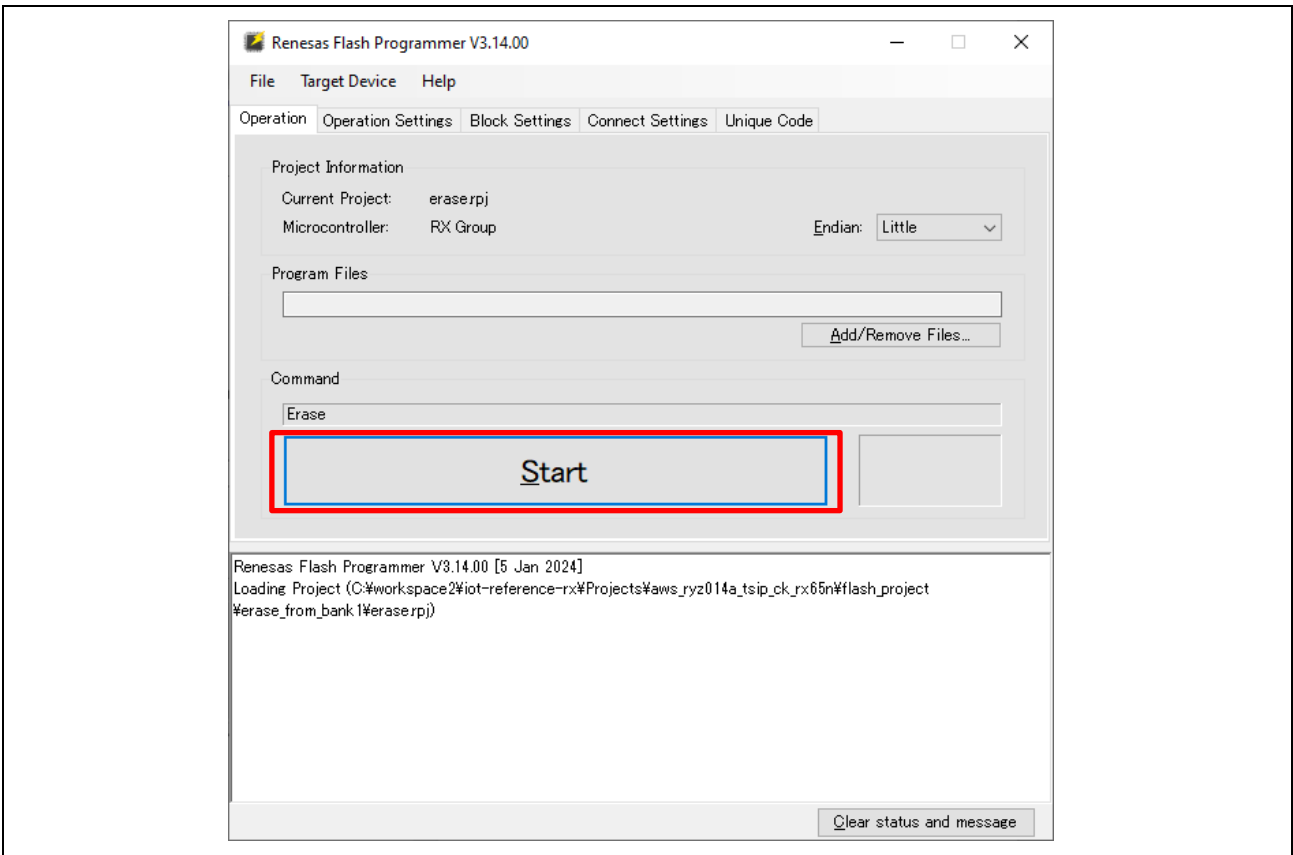 Renesas Flash Programmer V3.14.00
File Target Device Help
Operation Operation Settings Block Settings Connect Settings Unique Code
Project Information
Current Project: erase.rpj
Microcontroller: RX Group Endian: Little
Program Files
Add/Remove Files...
Command
Erase
Start
Renesas Flash Programmer V3.14.00 [5 Jan 2024]
Loading Project (C:¥workspace2¥iot-reference-rx¥Projects¥aws_ryz014a_tsip_ck_rx65n¥flash_project
¥erase_from_bank1¥erase.rpj)
Clear status and message